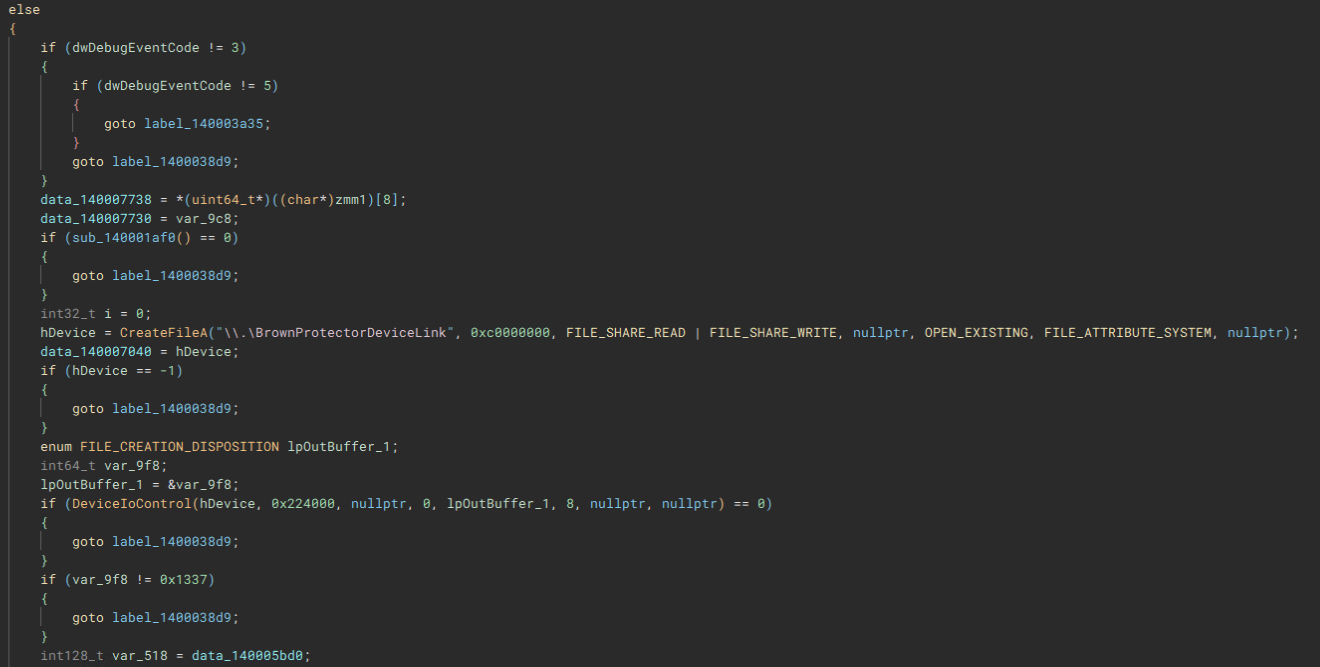 else
{
if (dwDebugEventCode != 3)
{
if (dwDebugEventCode != 5)
{
goto label_140003a35;
}
goto label_1400038d9;
}
data_140007738 = *(uint64_t*)((char*)zmm1)[8];
data_140007730 = var_9c8;
if (sub_140001af0() == 0)
{
goto label_1400038d9;
}
int32_t i = 0;
hDevice = CreateFileA("\\.\BrownProtectorDeviceLink", 0xc0000000, FILE_SHARE_READ | FILE_SHARE_WRITE, nullptr, OPEN_EXISTING, FILE_ATTRIBUTE_SYSTEM, nullptr);
data_140007040 = hDevice;
if (hDevice == -1)
{
goto label_1400038d9;
}
enum FILE_CREATION_DISPOSITION lpOutBuffer_1;
int64_t var_9f8;
lpOutBuffer_1 = &var_9f8;
if (DeviceIoControl(hDevice, 0x224000, nullptr, 0, lpOutBuffer_1, 8, nullptr, nullptr) == 0)
{
goto label_1400038d9;
}
if (var_9f8 != 0x1337)
{
goto label_1400038d9;
}
int128_t var_518 = data_140005bd0;